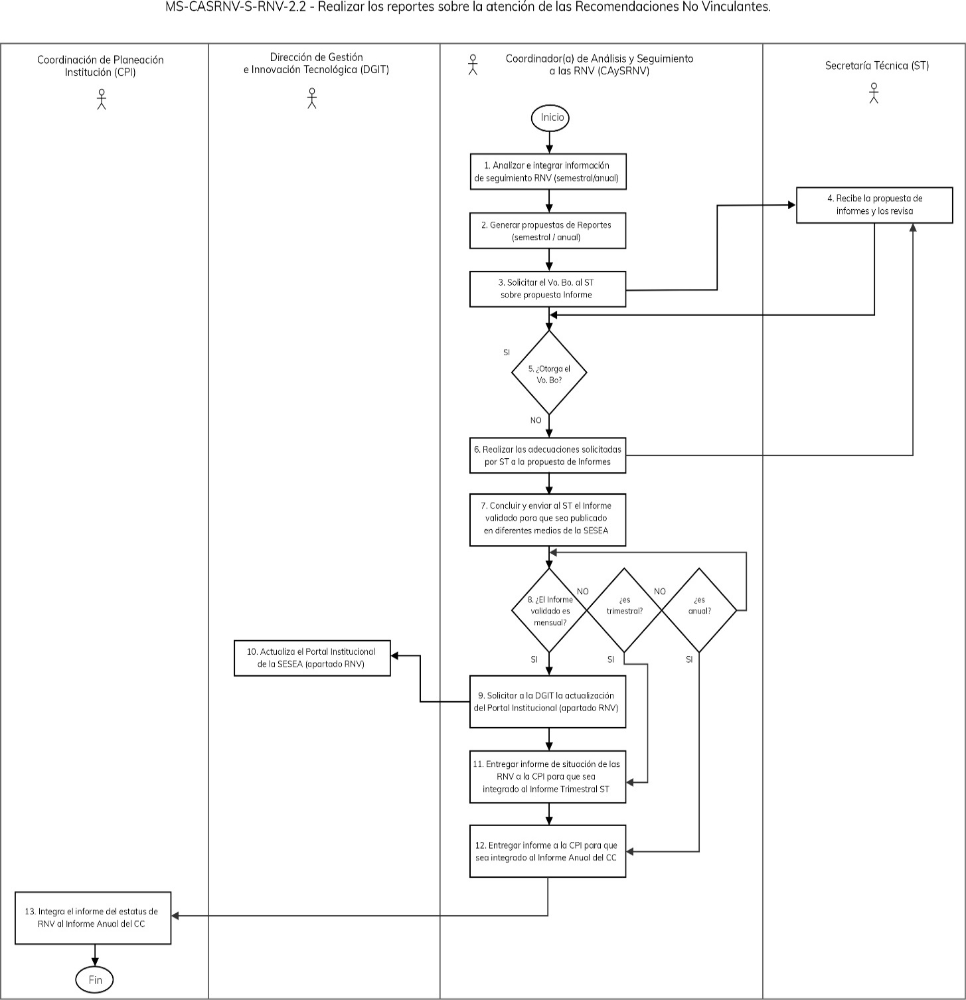 MS-CASRNV-S-RNV-2.2 - Realizar los reportes sobre la atención de las Recomendaciones No Vinculantes.
Coordinación de Planeación
Institución (CPI)
Dirección de Gestión
e Innovación Tecnológica (DGIT)
Coordinador(a) de Análisis y Seguimiento
a las RNV (CAySRNV)
Secretaría Técnica (ST)
Inicio
1. Analizar e integrar información
de seguimiento RNV (semestral/anual)
2. Generar propuestas de Reportes
(semestral / anual)
3. Solicitar el Vo. Bo. al ST
sobre propuesta Informe
4. Recibe la propuesta de
informes y los revisa
SI
5. ¿Otorga el
Vo. Bo?
NO
6. Realizar las adecuaciones solicitadas
por ST a la propuesta de Informes
7. Concluir y enviar al ST el Informe
validado para que sea publicado
en diferentes medios de la SESEA
8. ¿El Informe
validado es
mensual?
NO
¿es
trimestral?
NO
¿es
anual?
SI
SI
SI
10. Actualiza el Portal Institucional
de la SESEA (apartado RNV)
9. Solicitar a la DGIT la actualización
del Portal Institucional (apartado RNV)
11. Entregar informe de situación de las
RNV a la CPI para que sea
integrado al Informe Trimestral ST
12. Entregar informe a la CPI para que
sea integrado al Informe Anual del CC
13. Integra el informe del estatus de
RNV al Informe Anual del CC
Fin